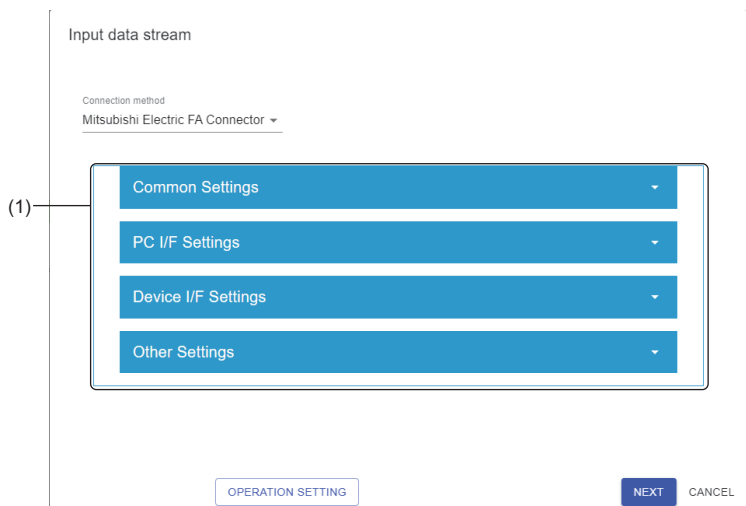 Input data stream
Connection method
Mitsubishi Electric FA Connector
(1)
Common Settings
PC I/F Settings
Device I/F Settings
Other Settings
OPERATION SETTING
NEXT
CANCEL